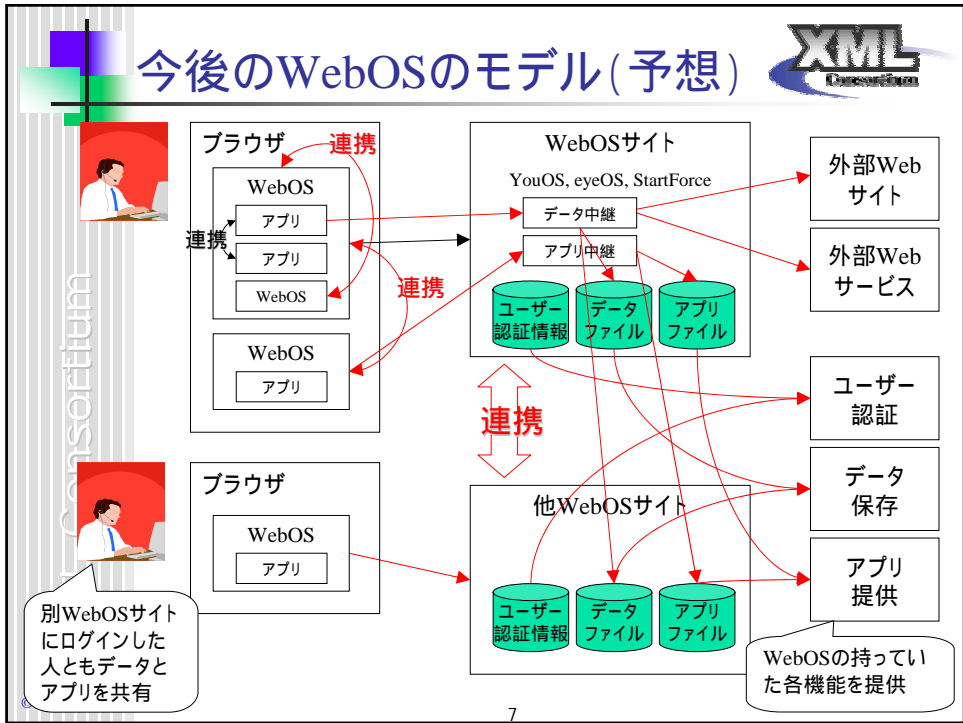 今後のWebOSのモデル(予想)
XML
Consortium
ブラウザ
連携
WebOS
アプリ
連携
アプリ
WebOS
連携
WebOS
アプリ
WebOSサイト
YouOS, eyeOS, StartForce
データ中継
アプリ中継
ユーザー
認証情報
データ
ファイル
アプリ
ファイル
外部Web
サイト
外部Web
サービス
ユーザー
認証
データ
保存
アプリ
提供
連携
ブラウザ
WebOS
アプリ
他WebOSサイト
ユーザー
認証情報
データ
ファイル
アプリ
ファイル
別WebOSサイト
にログインした
人ともデータと
アプリを共有
WebOSの持ってい
た各機能を提供
Consortium
©
7